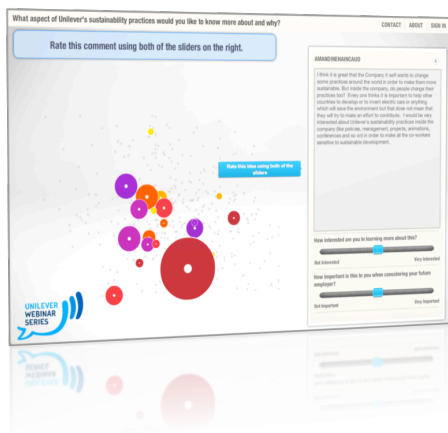 What aspect of Unilever's sustainability practices would you like to know more about and why?
CONTACT ABOUT SIGN IN
Rate this comment using both of the sliders on the right.
AMANDINEHAINCAUD
I think it is great that the Company it self wants to change
some practices around the world in order to make them more
sustainable. But inside the company, do people change their
practices too? Every one thinks it is important to help other
countries to develop or to invent electric cars or anything
which will save the environment but that does not mean that
they will try to make an effort to contribute. I would be very
interested about Unilever's sustainability practices inside the
company (like policies, management, projects, animations,
conferences and so on) in order to make all the co-workers
sensitive to sustainable development.
Rate this idea using both of the
sliders
How interested are you in learning more about this?
Not Interested Very Interested
How important is this to you when considering your future
employer?
Not Important Very Important
UNILEVER
WEBINAR
SERIES